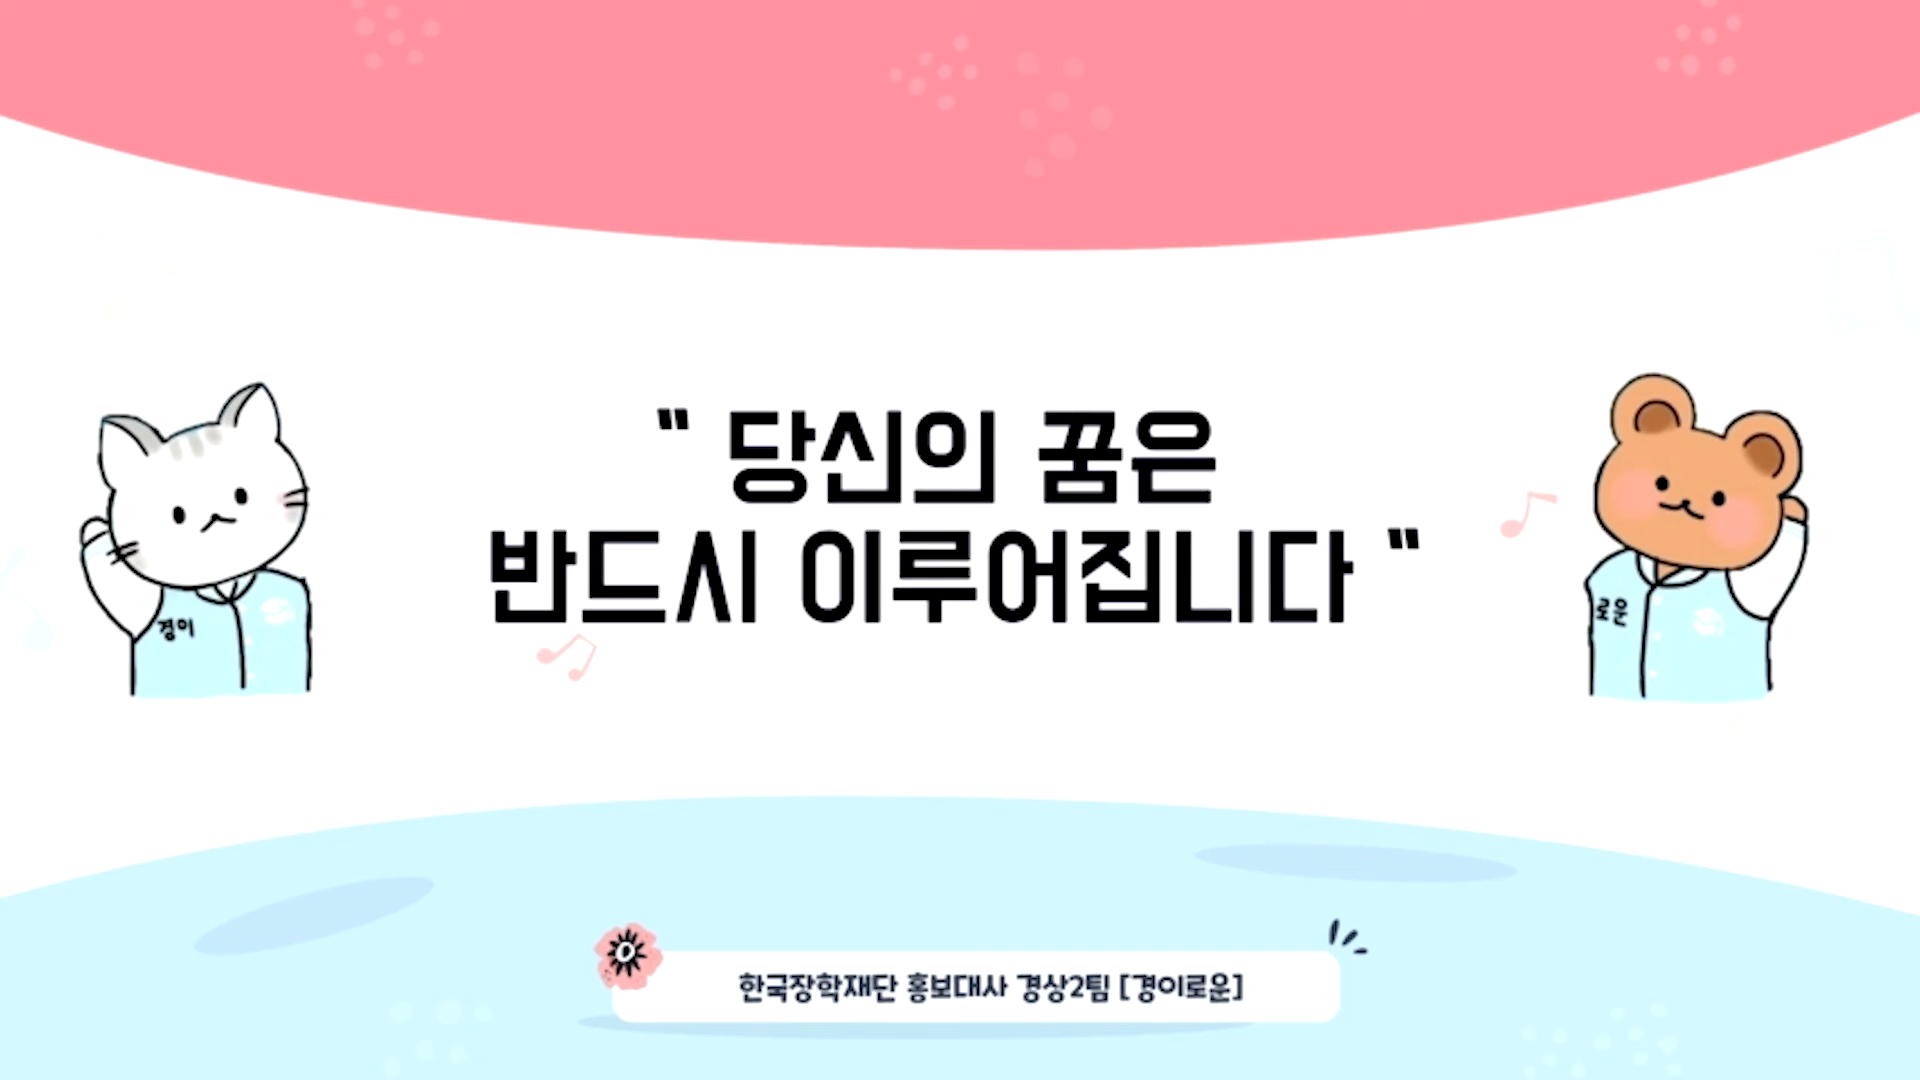 " 당신의 꿈은
반드시 이루어집니다 "
경이
로운
한국장학재단 홍보대사 경상2팀 [경이로운]